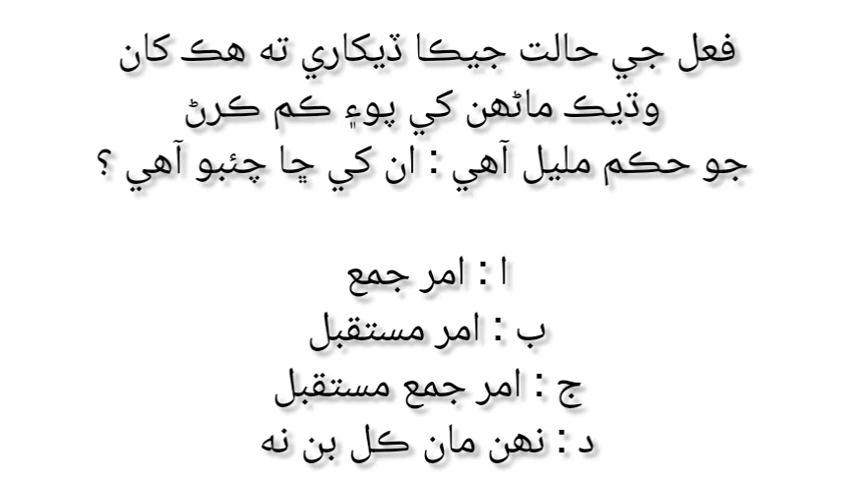 فعل جي حالت جيڪا ڏيکاري ته هڪ کان
وڌيڪ ماڻهن کي پوءِ ڪم ڪرڻ
جو حڪم مليل آهي : ان کي ڇا چئبو آهي ؟
ا : امر جمع
ب : امر مستقبل
ج : امر جمع مستقبل
د : نهن مان ڪل بن نه